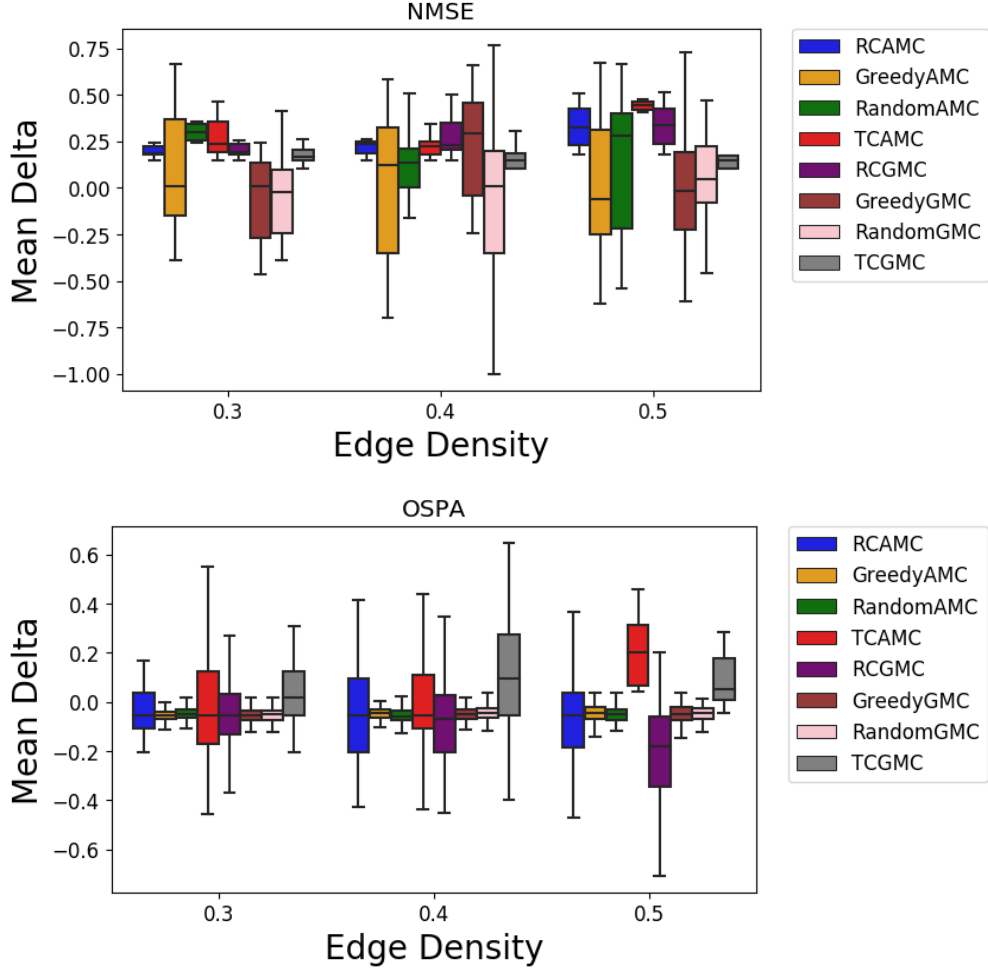 NMSE
0.75
0.50
0.25
0.00
−0.25
−0.50
−0.75
−1.00
Mean Delta
0.3
0.4
0.5
Edge Density
RCAMC
GreedyAMC
RandomAMC
TCAMC
RCGMC
GreedyGMC
RandomGMC
TCGMC
OSPA
0.6
0.4
0.2
0.0
−0.2
−0.4
−0.6
Mean Delta
0.3
0.4
0.5
Edge Density
RCAMC
GreedyAMC
RandomAMC
TCAMC
RCGMC
GreedyGMC
RandomGMC
TCGMC